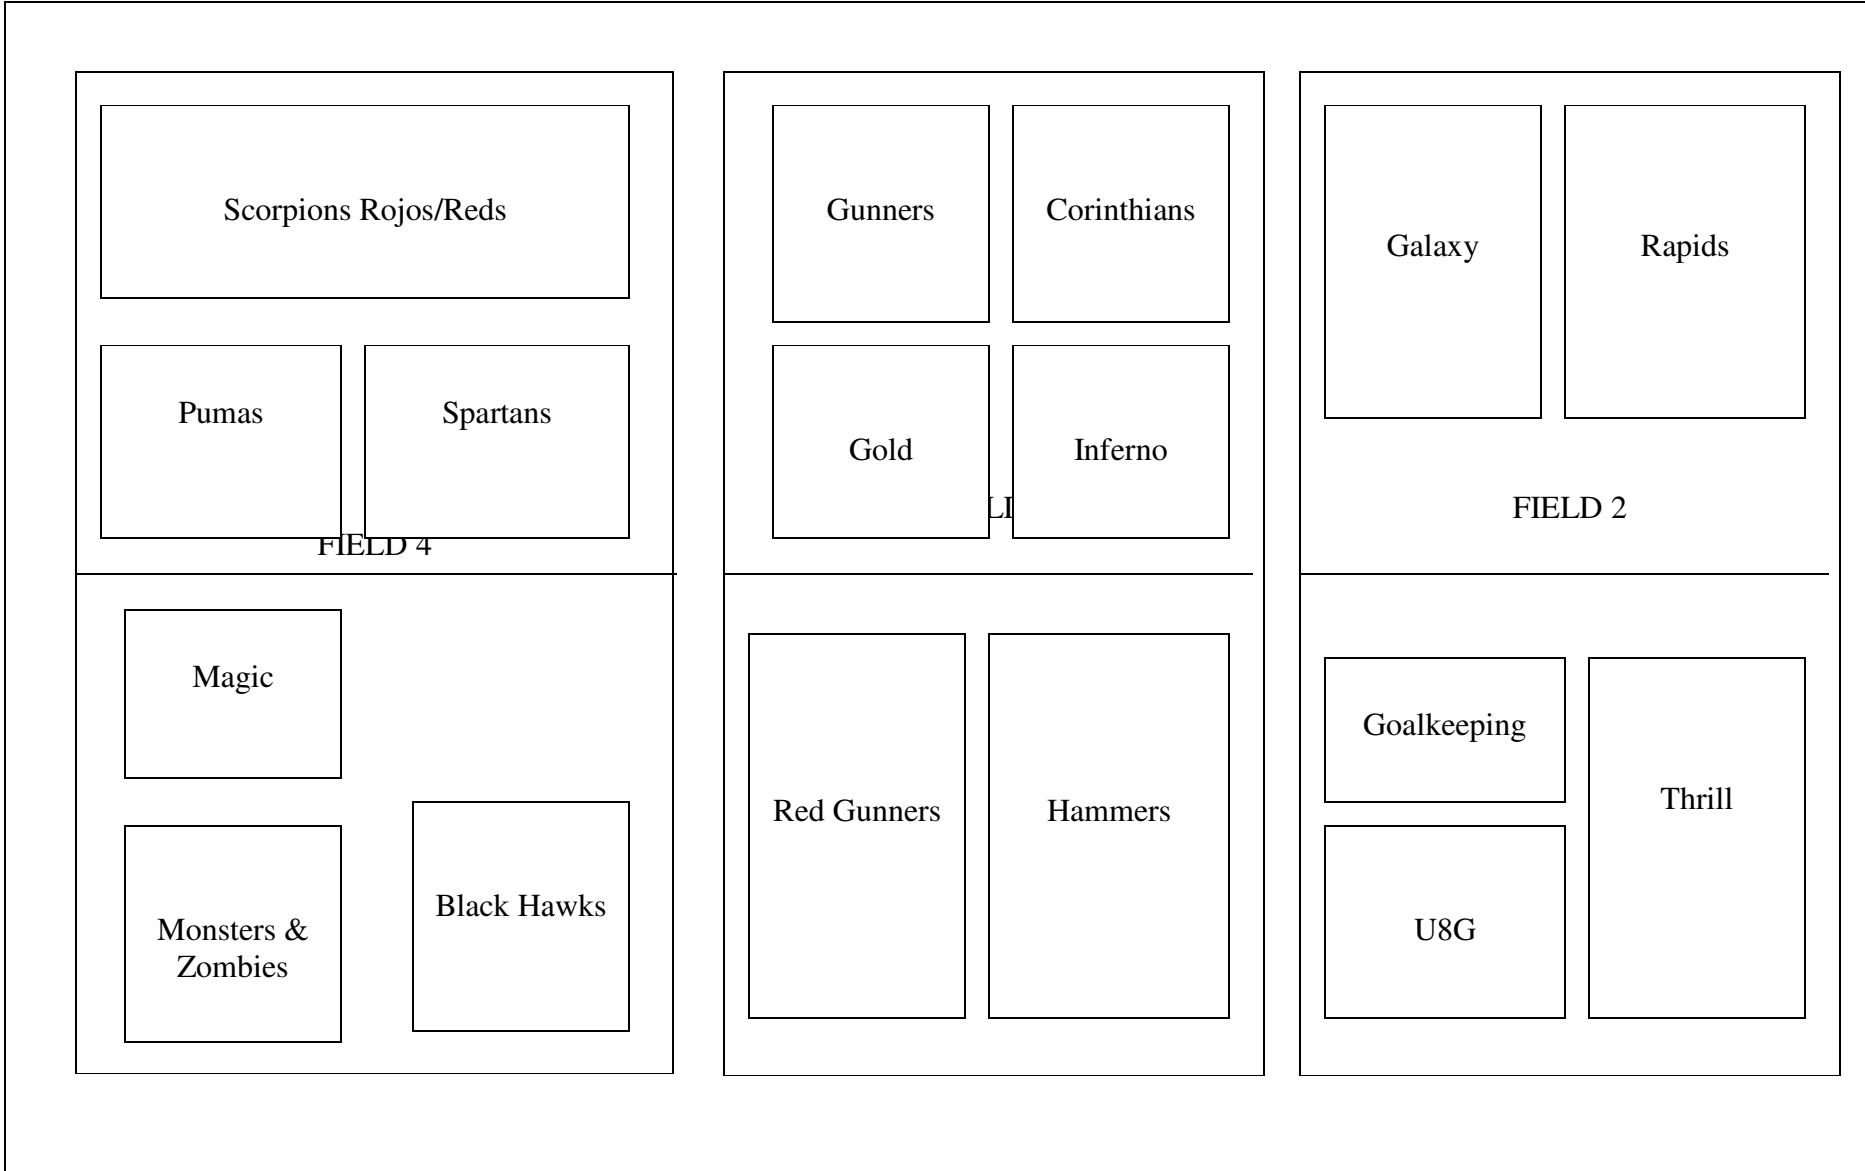 Scorpions Rojos/Reds
Pumas
Spartans
FIELD 4
Magic
Monsters &
Zombies
Black Hawks
Gunners
Corinthians
Gold
Inferno
Red Gunners
Hammers
Galaxy
Rapids
FIELD 2
Goalkeeping
Thrill
U8G